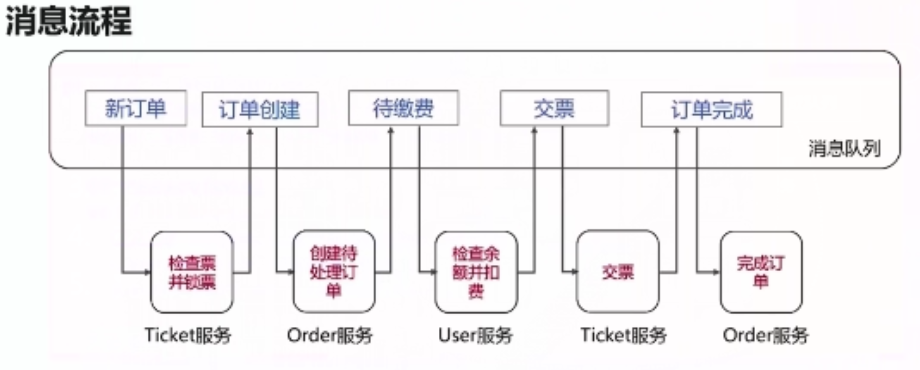 消息流程
新订单
订单创建
待缴费
交票
订单完成
消息队列
检查票
并锁票
创建待
处理订
单
检查余
额并扣
费
交票
完成订
单
Ticket服务
Order服务
User服务
Ticket服务
Order服务